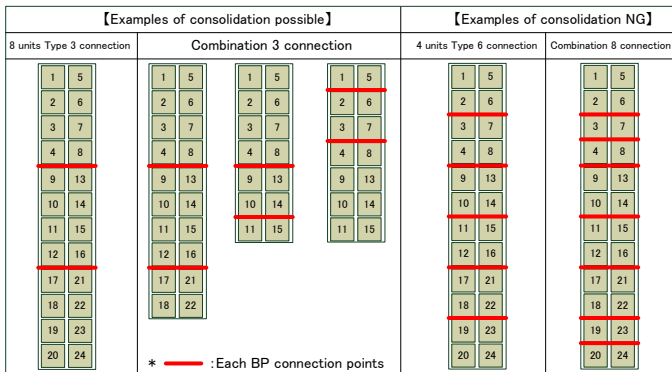 【Examples of consolidation possible】 【Examples of consolidation NG】
8 units Type 3 connection Combination 3 connection 4 units Type 6 connection Combination 8 connection
1 5 1 5 1 5 1 5 1 5 1 5
2 6 2 6 2 6 2 6 2 6 2 6
3 7 3 7 3 7 3 7 3 7 3 7
4 8 4 8 4 8 4 8 4 8 4 8
9 13 9 13 9 13 9 13 9 13 9 13
10 14 10 14 10 14 10 14 10 14 10 14
11 15 11 15 11 15 11 15 11 15 11 15
12 16 12 16 12 16 12 16
17 21 17 21 17 21 17 21
18 22 18 22 18 22 18 22
19 23 19 23 19 23
20 24 20 24 20 24
* :Each BP connection points